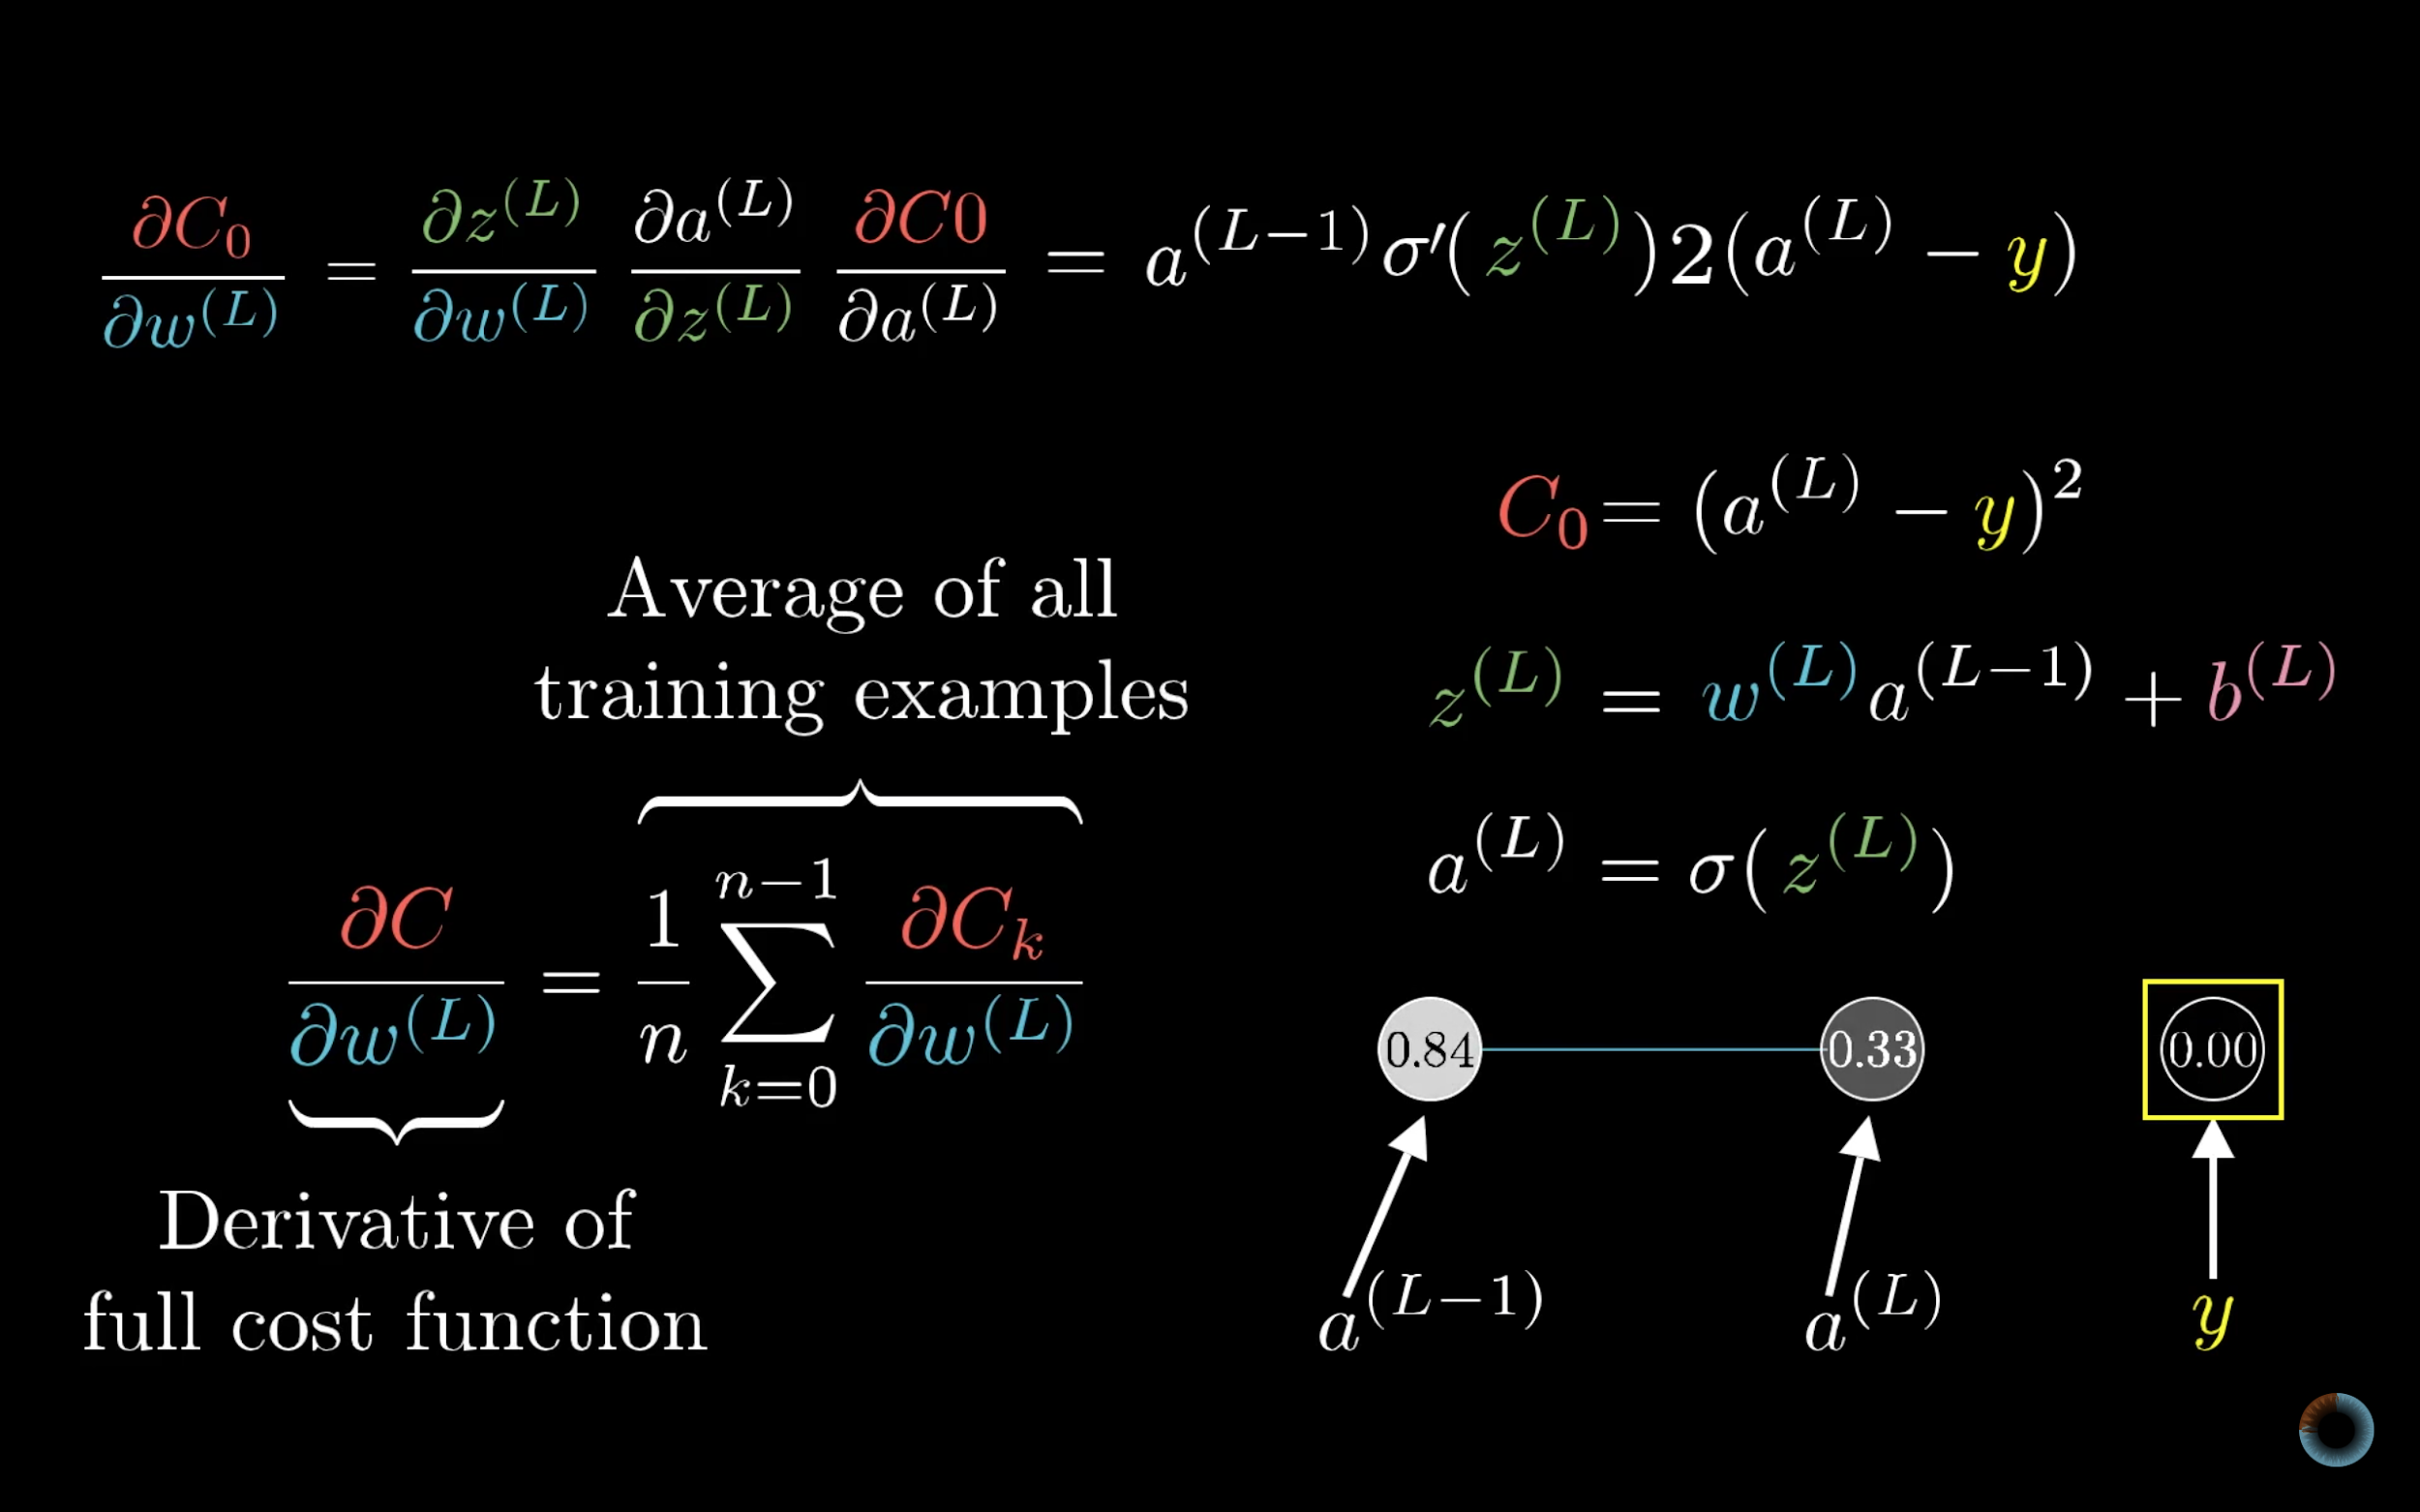 ∂C₀/∂w^(L) = ∂z^(L)/∂w^(L) ∂a^(L)/∂z^(L) ∂C0/∂a^(L) = a^(L−1) σ′(z^(L)) 2(a^(L) − y)
C₀ = (a^(L) − y)²
z^(L) = w^(L) a^(L−1) + b^(L)
a^(L) = σ(z^(L))
Average of all
training examples
∂C/∂w^(L) = 1/n ∑_{k=0}^{n−1} ∂C_k/∂w^(L)
Derivative of
full cost function
0.84 0.33 0.00
a^(L−1) a^(L) y